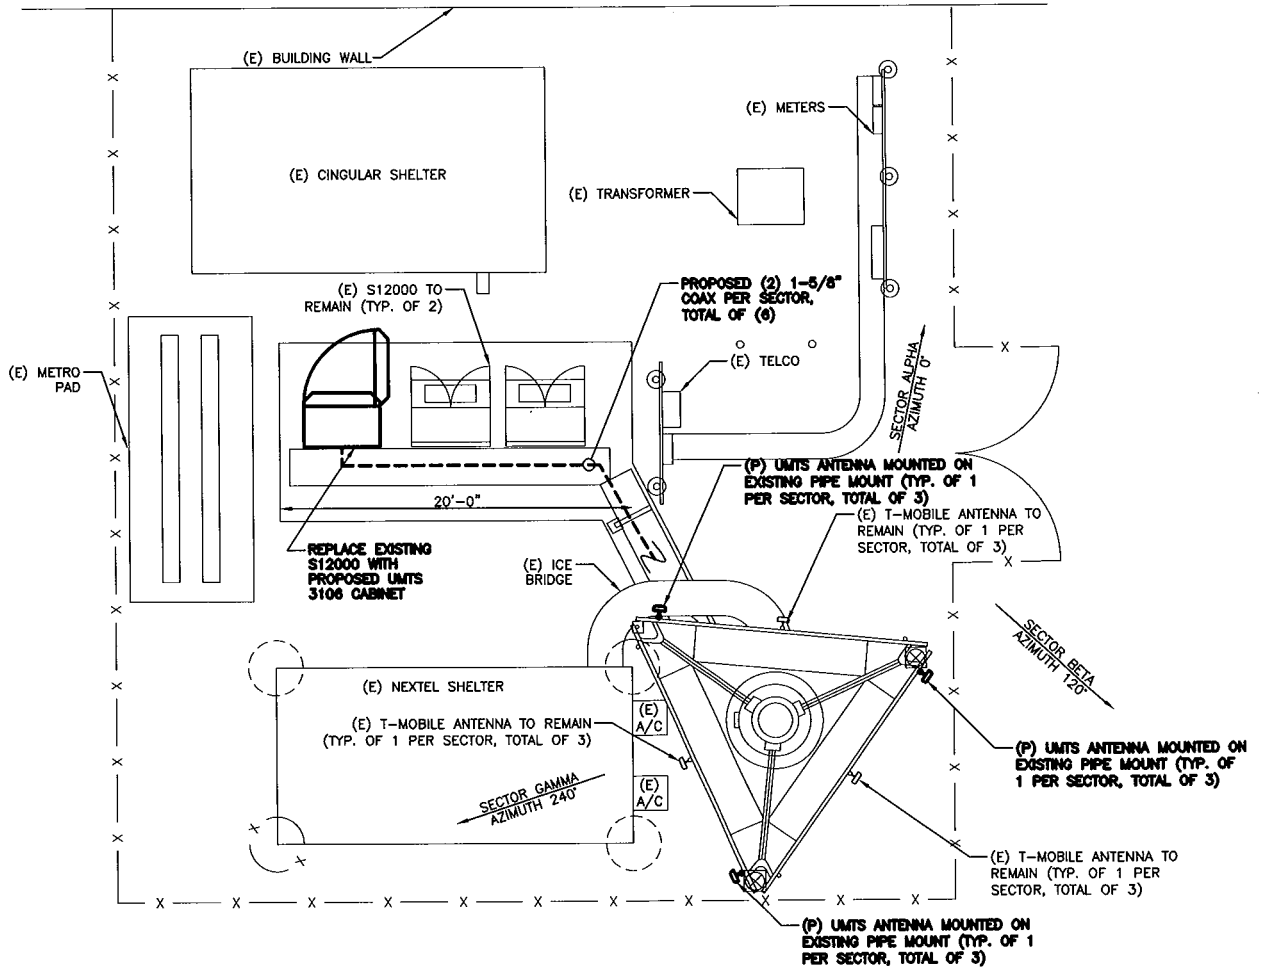 (E) BUILDING WALL
(E) METERS
(E) CINGULAR SHELTER
(E) TRANSFORMER
(E) S12000 TO
REMAIN (TYP. OF 2)
PROPOSED (2) 1-5/8"
COAX PER SECTOR,
TOTAL OF (6)
(E) METRO
PAD
(E) TELCO
SECTOR ALPHA
AZIMUTH 0°
(P) UMTS ANTENNA MOUNTED ON
EXISTING PIPE MOUNT (TYP. OF 1
PER SECTOR, TOTAL OF 3)
20'-0"
(E) T-MOBILE ANTENNA TO
REMAIN (TYP. OF 1 PER
SECTOR, TOTAL OF 3)
REPLACE EXISTING
S12000 WITH
PROPOSED UMTS
3106 CABINET
(E) ICE
BRIDGE
SECTOR BETA
AZIMUTH 120°
(E) NEXTEL SHELTER
(E) T-MOBILE ANTENNA TO REMAIN
(TYP. OF 1 PER SECTOR, TOTAL OF 3)
(E)
A/C
(P) UMTS ANTENNA MOUNTED ON
EXISTING PIPE MOUNT (TYP. OF
1 PER SECTOR, TOTAL OF 3)
SECTOR GAMMA
AZIMUTH 240°
(E)
A/C
(E) T-MOBILE ANTENNA TO
REMAIN (TYP. OF 1 PER
SECTOR, TOTAL OF 3)
(P) UMTS ANTENNA MOUNTED ON
EXISTING PIPE MOUNT (TYP. OF 1
PER SECTOR, TOTAL OF 3)